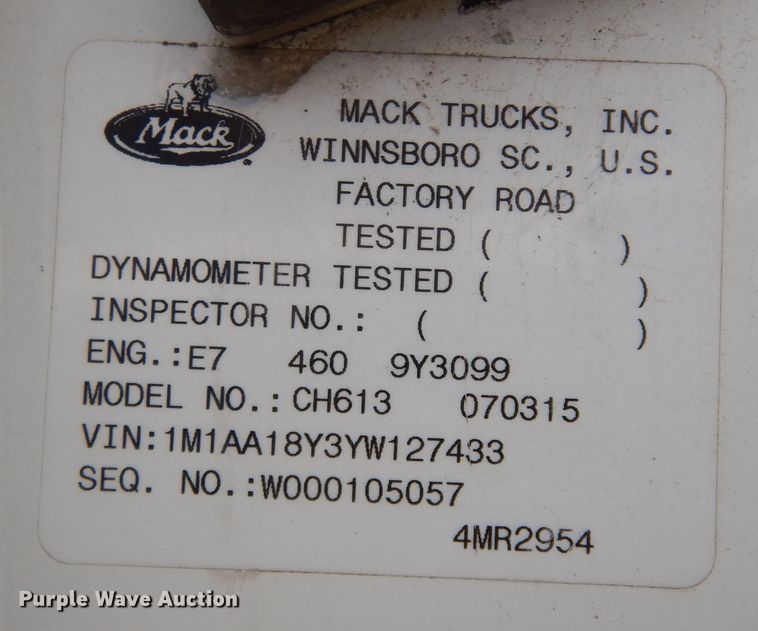 Mack
MACK TRUCKS, INC.
WINNSBORO SC., U.S.
FACTORY ROAD
TESTED (       )
DYNAMOMETER TESTED (       )
INSPECTOR NO.: (       )
ENG.:E7 460 9Y3099
MODEL NO.:CH613 070315
VIN:1M1AA18Y3YW127433
SEQ. NO.:W000105057
4MR2954
Purple Wave Auction